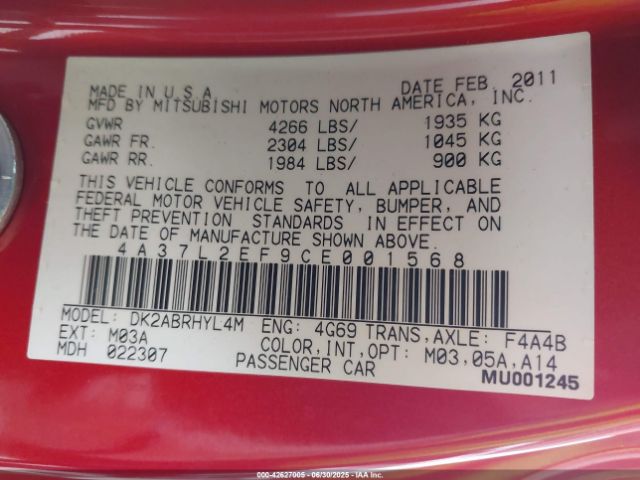 MADE IN U.S.A. DATE FEB. 2011
MFD BY MITSUBISHI MOTORS NORTH AMERICA, INC.
GVWR 4266 LBS/ 1935 KG
GAWR FR. 2304 LBS/ 1045 KG
GAWR RR. 1984 LBS/ 900 KG
THIS VEHICLE CONFORMS TO ALL APPLICABLE
FEDERAL MOTOR VEHICLE SAFETY, BUMPER, AND
THEFT PREVENTION STANDARDS IN EFFECT ON
THE DATE OF MANUFACTURE SHOWN ABOVE.
4A37L2EF9CE001568
MODEL: DK2ABRHYL4M ENG: 4G69 TRANS,AXLE: F4A4B
EXT: M03A COLOR,INT,OPT: M03,05A,A14
MDH 022307 PASSENGER CAR
MU001245
© - 42627005 - 06/30/2025 - IAA Inc.